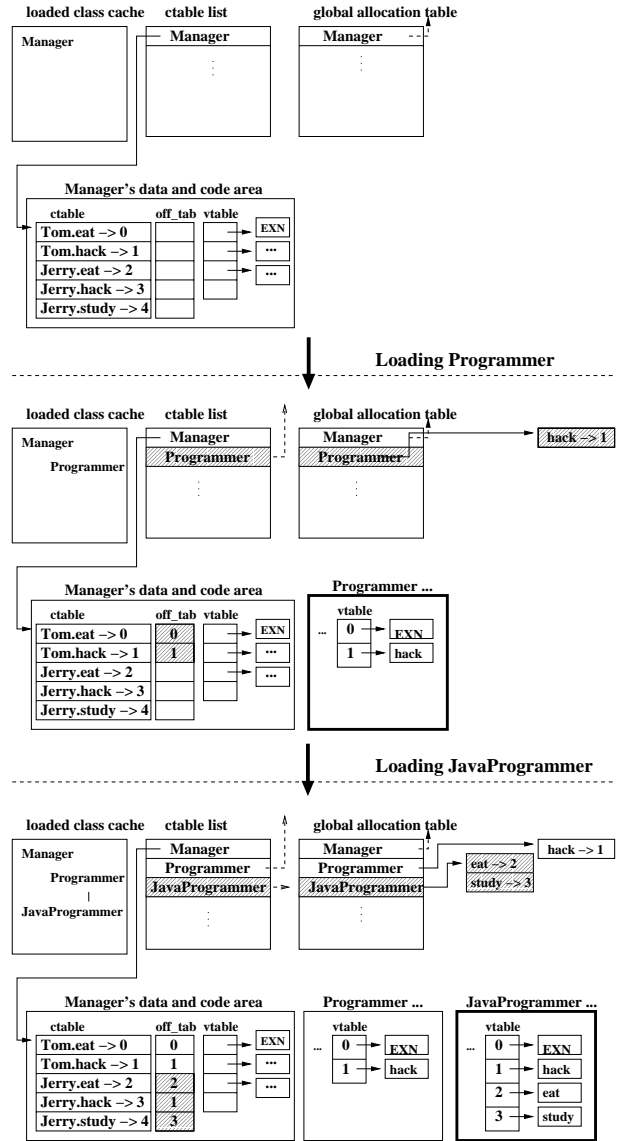 loaded class cache ctable list global allocation table
Manager Manager Manager
Manager's data and code area
ctable off_tab vtable
Tom.eat −> 0 EXN
Tom.hack −> 1 ...
Jerry.eat −> 2 ...
Jerry.hack −> 3
Jerry.study −> 4
Loading Programmer
loaded class cache ctable list global allocation table
Manager Manager Manager
Programmer Programmer Programmer hack −> 1
Manager's data and code area Programmer ...
ctable off_tab vtable vtable
Tom.eat −> 0 0 EXN ... 0 EXN
Tom.hack −> 1 1 ... 1 hack
Jerry.eat −> 2 ...
Jerry.hack −> 3
Jerry.study −> 4
Loading JavaProgrammer
loaded class cache ctable list global allocation table
Manager Manager Manager hack −> 1
Programmer Programmer Programmer eat −> 2
JavaProgrammer JavaProgrammer JavaProgrammer study −> 3
Manager's data and code area Programmer ... JavaProgrammer ...
ctable off_tab vtable vtable vtable
Tom.eat −> 0 0 EXN ... 0 EXN ... 0 EXN
Tom.hack −> 1 1 ... 1 hack 1 hack
Jerry.eat −> 2 2 ... 2 eat
Jerry.hack −> 3 1 3 study
Jerry.study −> 4 3